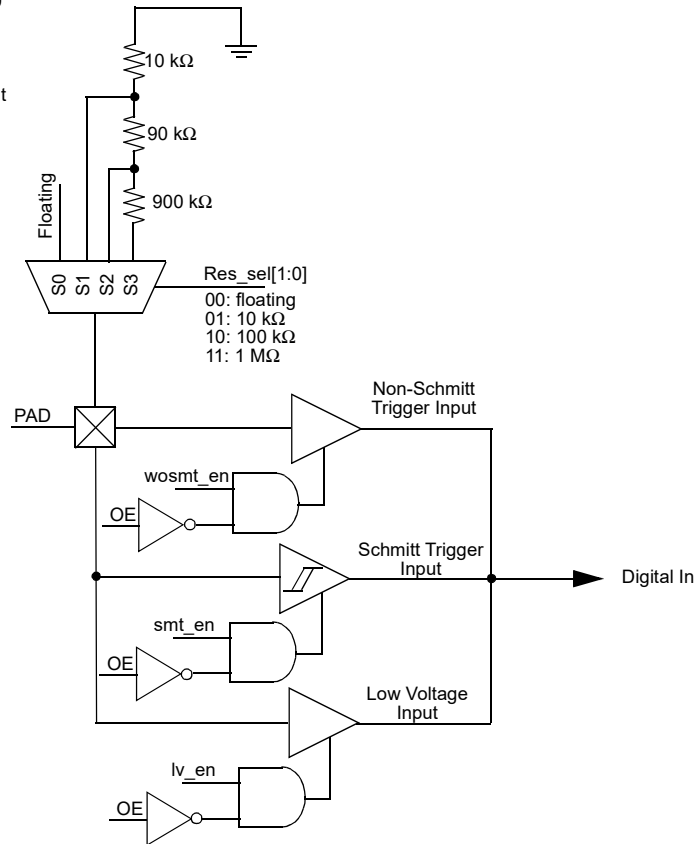 )
10 kΩ
t
90 kΩ
900 kΩ
Floating
S0
S1
S2
S3
Res_sel[1:0]
00: floating
01: 10 kΩ
10: 100 kΩ
11: 1 MΩ
PAD
Non-Schmitt
Trigger Input
wosmt_en
OE
Schmitt Trigger
Input
Digital In
smt_en
OE
Low Voltage
Input
lv_en
OE